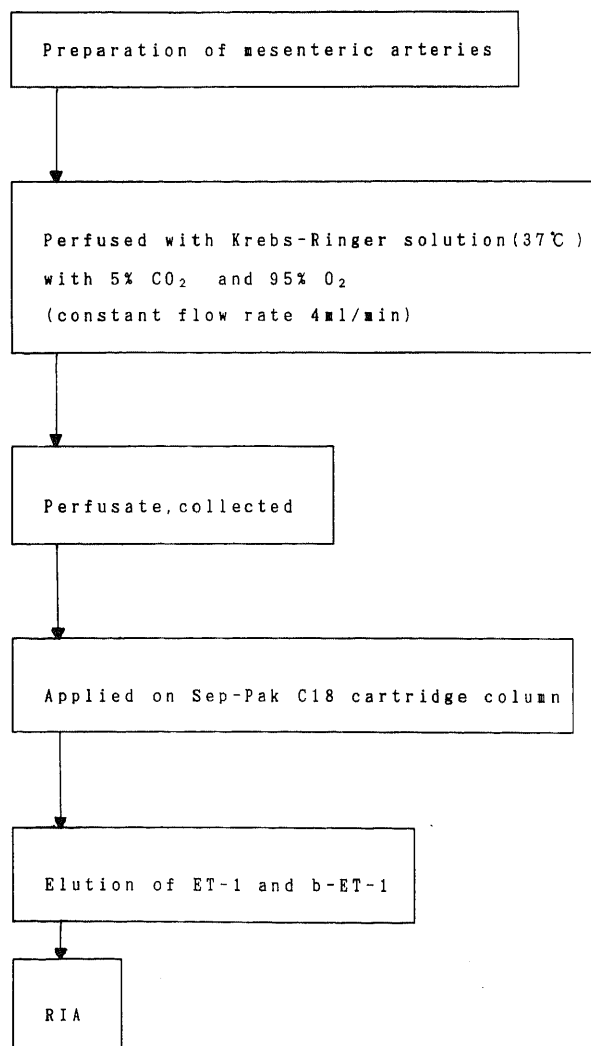 Preparation of mesenteric arteries
Perfused with Krebs-Ringer solution(37℃)
with 5% CO₂ and 95% O₂
(constant flow rate 4ml/min)
Perfusate,collected
Applied on Sep-Pak C18 cartridge column
Elution of ET-1 and b-ET-1
RIA